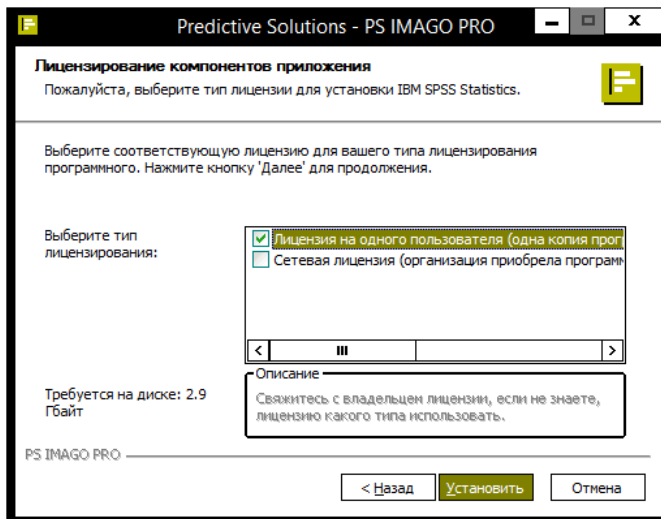 Predictive Solutions - PS IMAGO PRO
Лицензирование компонентов приложения
Пожалуйста, выберите тип лицензии для установки IBM SPSS Statistics.
Выберите соответствующую лицензию для вашего типа лицензирования
программного. Нажмите кнопку 'Далее' для продолжения.
Выберите тип
лицензирования:
Лицензия на одного пользователя (одна копия прог
Сетевая лицензия (организация приобрела програм
Требуется на диске: 2.9
Гбайт
Описание
Свяжитесь с владельцем лицензии, если не знаете,
лицензию какого типа использовать.
PS IMAGO PRO
< Назад
Установить
Отмена